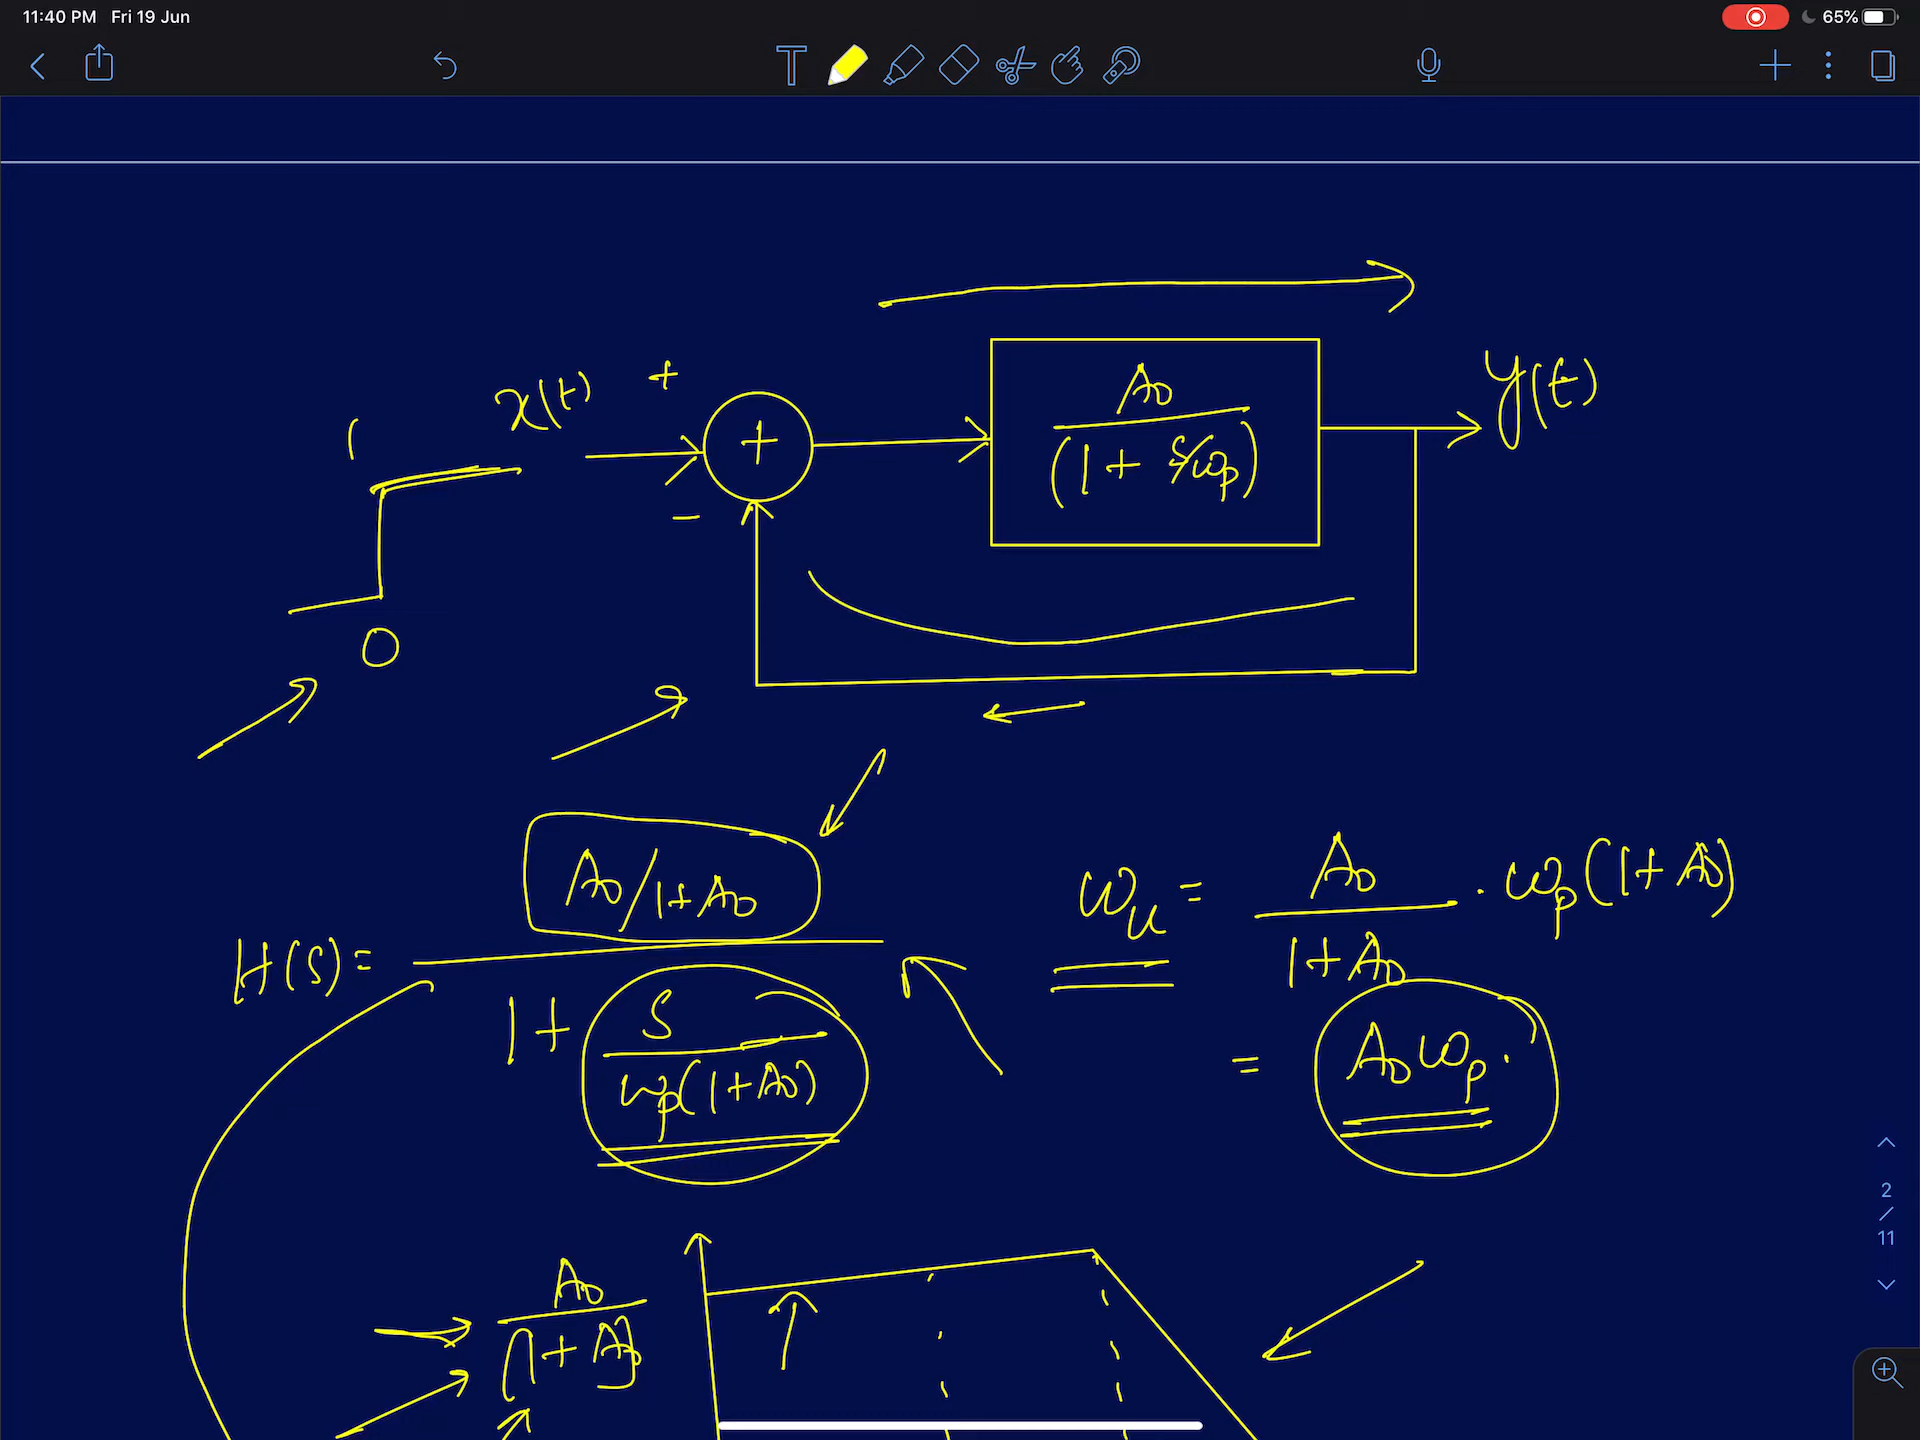 11:40 PM Fri 19 Jun
65%
T
x(t) +
A0
y(t)
1
+
(1 + s/ωp)
−
0
A0/1+A0
ωu = A0 . ωp(1+A0)
1+A0
H(s)=
1+ s
ωp(1+A0)
= A0ωp.
2
/
11
A0
(1+A0)